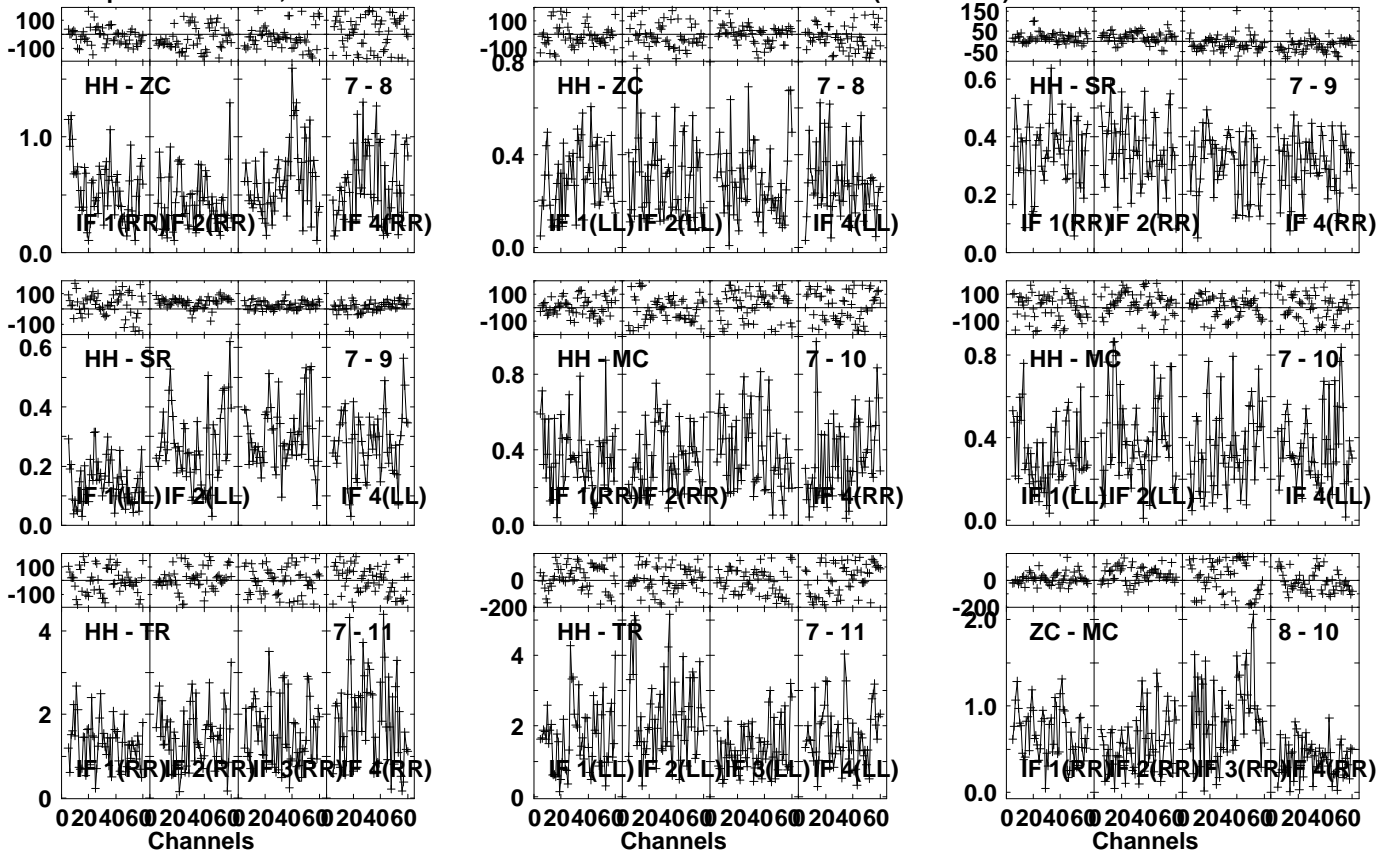 100
-100
HH - ZC
7 - 8
1.0
0.0
IF 1(RR)
IF 2(RR)
IF 4(RR)
100
0
-100
0.8
HH - ZC
7 - 8
0.4
0.0
IF 1(LL)
IF 2(LL)
IF 4(LL)
150
50
-50
HH - SR
7 - 9
0.6
0.4
0.2
0.0
IF 1(RR)
IF 2(RR)
IF 4(RR)
100
-100
HH - SR
7 - 9
0.6
0.4
0.2
0.0
IF 1(LL)
IF 2(LL)
IF 4(LL)
100
-100
HH - MC
7 - 10
0.8
0.4
0.0
IF 1(RR)
IF 2(RR)
IF 4(RR)
100
-100
HH - MC
7 - 10
0.8
0.4
0.0
IF 1(LL)
IF 2(LL)
IF 4(LL)
100
-100
HH - TR
7 - 11
4
2
0
IF 1(RR)
IF 2(RR)
IF 3(RR)
IF 4(RR)
0 20 40 60 0 20 40 60 0 20 40 60 0 20 40 60
Channels
0
-200
HH - TR
7 - 11
4
2
0
IF 1(LL)
IF 2(LL)
IF 3(LL)
IF 4(LL)
0 20 40 60 0 20 40 60 0 20 40 60 0 20 40 60
Channels
0
-200
2.0
ZC - MC
8 - 10
1.0
0.0
IF 1(RR)
IF 2(RR)
IF 3(RR)
IF 4(RR)
0 20 40 60 0 20 40 60 0 20 40 60 0 20 40 60
Channels